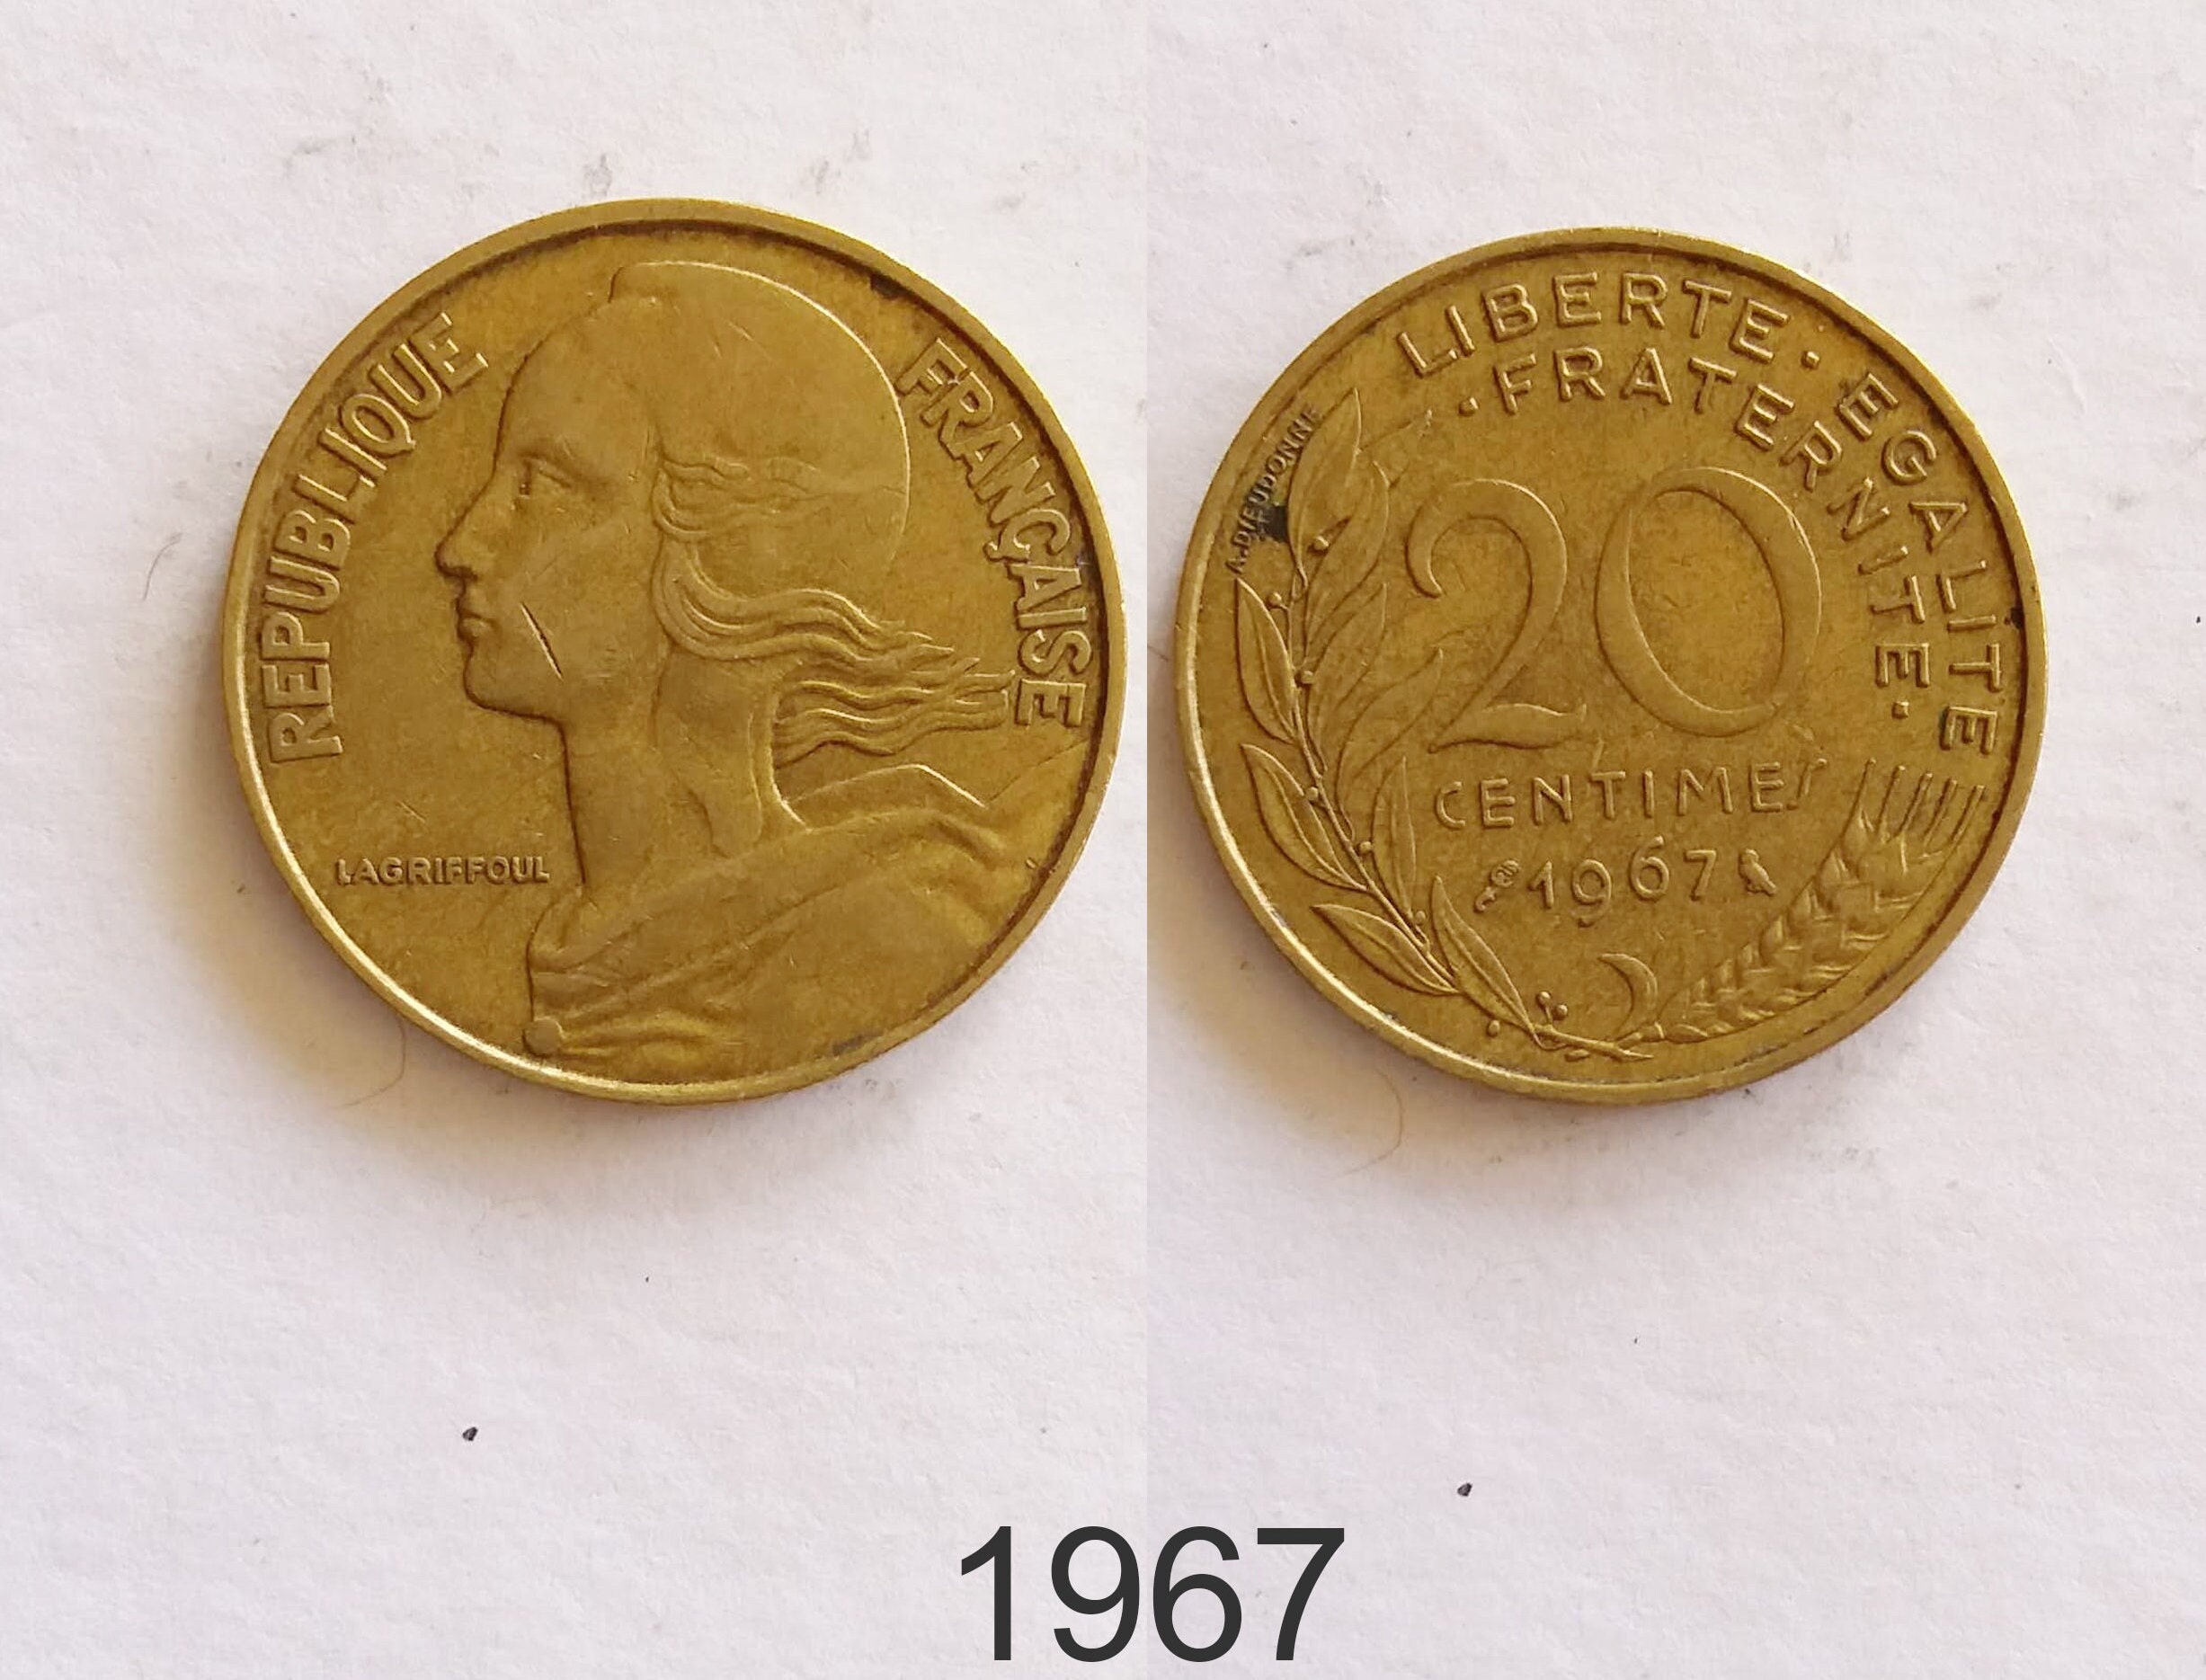 REPUBLIQUE
FRANÇAISE
LAGRIFFOUL
LIBERTE · EGALITE
· FRATERNITE ·
A.DIEUDONNE
20
CENTIMES
1967
1967